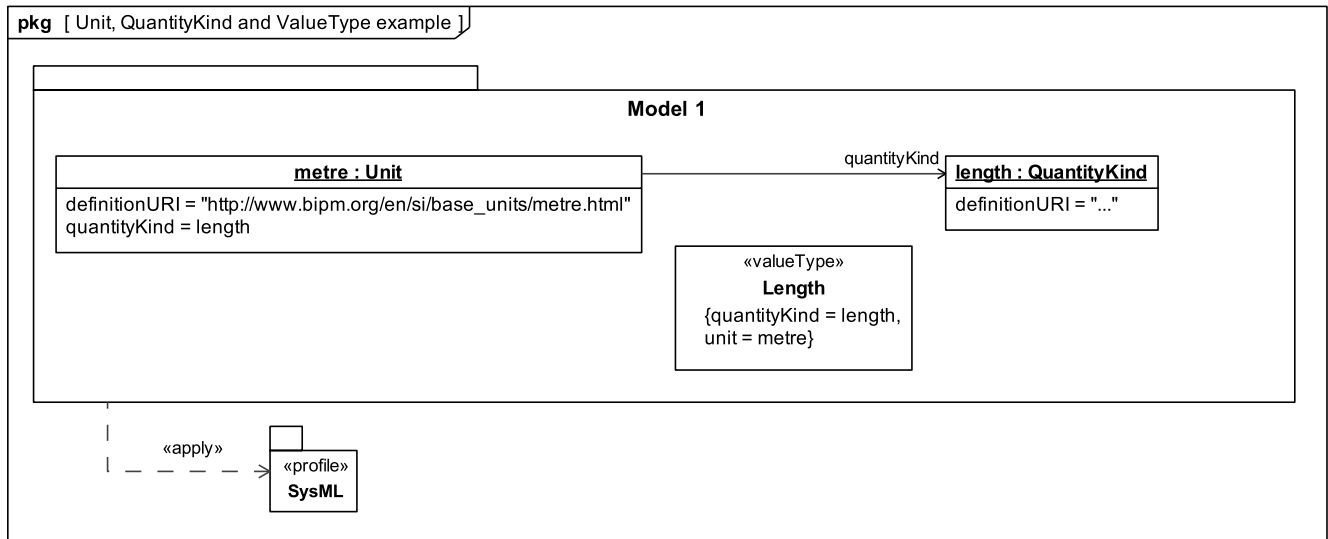 pkg [ Unit, QuantityKind and ValueType example ]
Model 1
quantityKind
metre : Unit
length : QuantityKind
definitionURI = "http://www.bipm.org/en/si/base_units/metre.html"
definitionURI = "..."
quantityKind = length
«valueType»
Length
{quantityKind = length,
unit = metre}
«apply»
«profile»
SysML